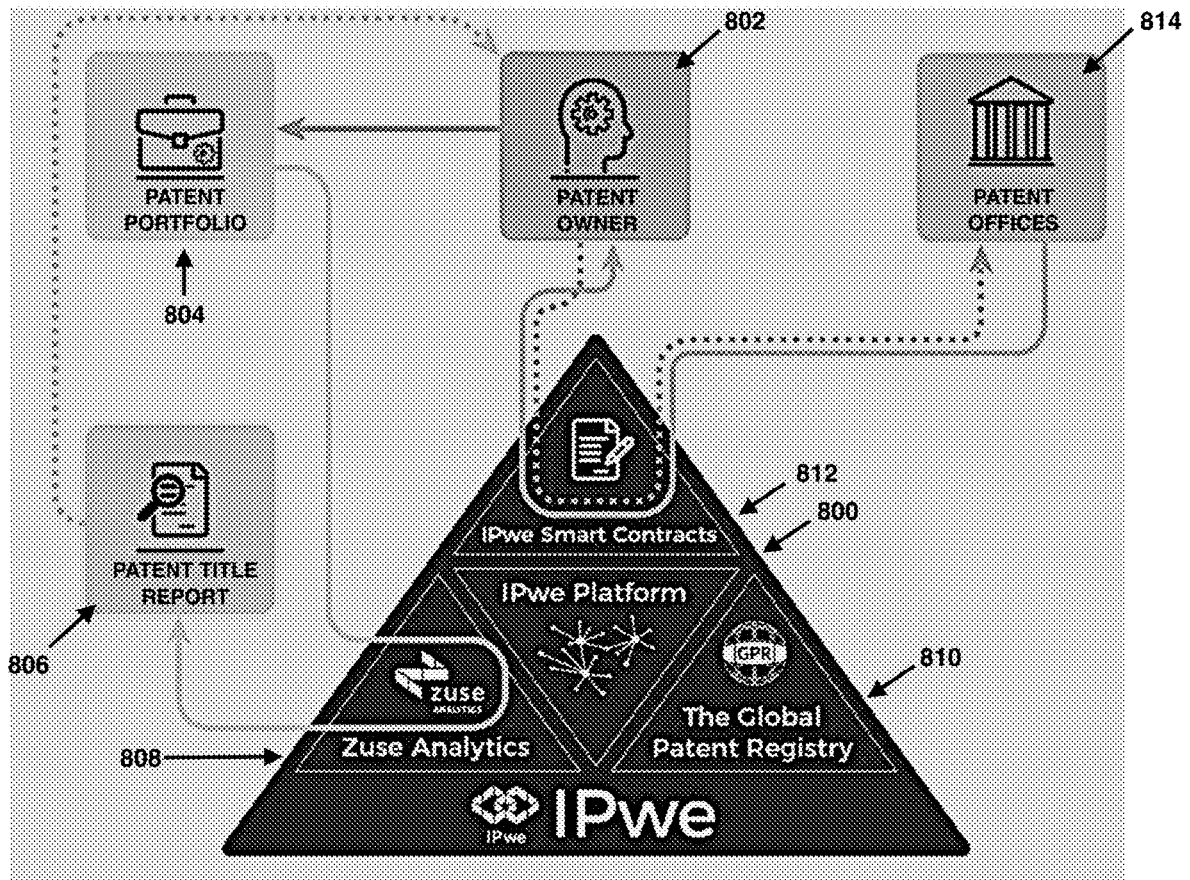 802
814
PATENT
PORTFOLIO
PATENT
OWNER
PATENT
OFFICES
804
IPwe Smart Contracts
812
800
PATENT TITLE
REPORT
IPwe Platform
806
zuse
ANALYTICS
GPR
810
The Global
Patent Registry
Zuse Analytics
808
IPwe
IPwe